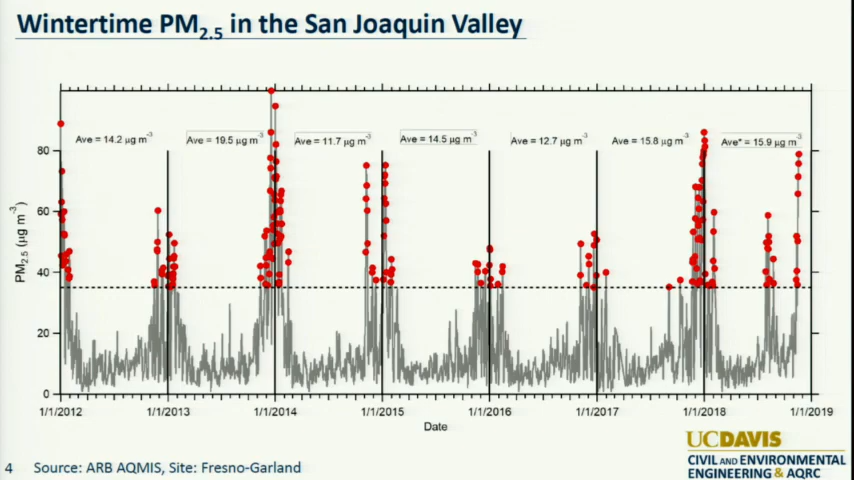 Wintertime PM2.5 in the San Joaquin Valley
Ave = 14.2 µg m-3
Ave = 19.5 µg m-3
Ave = 11.7 µg m-3
Ave = 14.5 µg m-3
Ave = 12.7 µg m-3
Ave = 15.8 µg m-3
Ave* = 15.9 µg m-3
PM2.5 (µg m-3)
80
60
40
20
0
1/1/2012 1/1/2013 1/1/2014 1/1/2015 1/1/2016 1/1/2017 1/1/2018 1/1/2019
Date
UCDAVIS
CIVIL AND ENVIRONMENTAL
ENGINEERING & AQRC
4 Source: ARB AQMIS, Site: Fresno-Garland